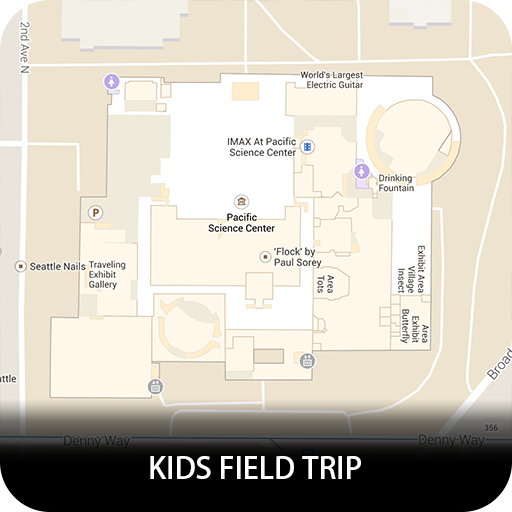 2nd Ave N
World's Largest
Electric Guitar
IMAX At Pacific
Science Center
Drinking
Fountain
P
Pacific
Science Center
'Flock' by
Paul Sorey
Seattle Nails
Traveling
Exhibit
Gallery
Area
Tots
Exhibit Area
Village
Insect
Area
Exhibit
Butterfly
attle
Broad
Denny Way
Denny Way
356
KIDS FIELD TRIP